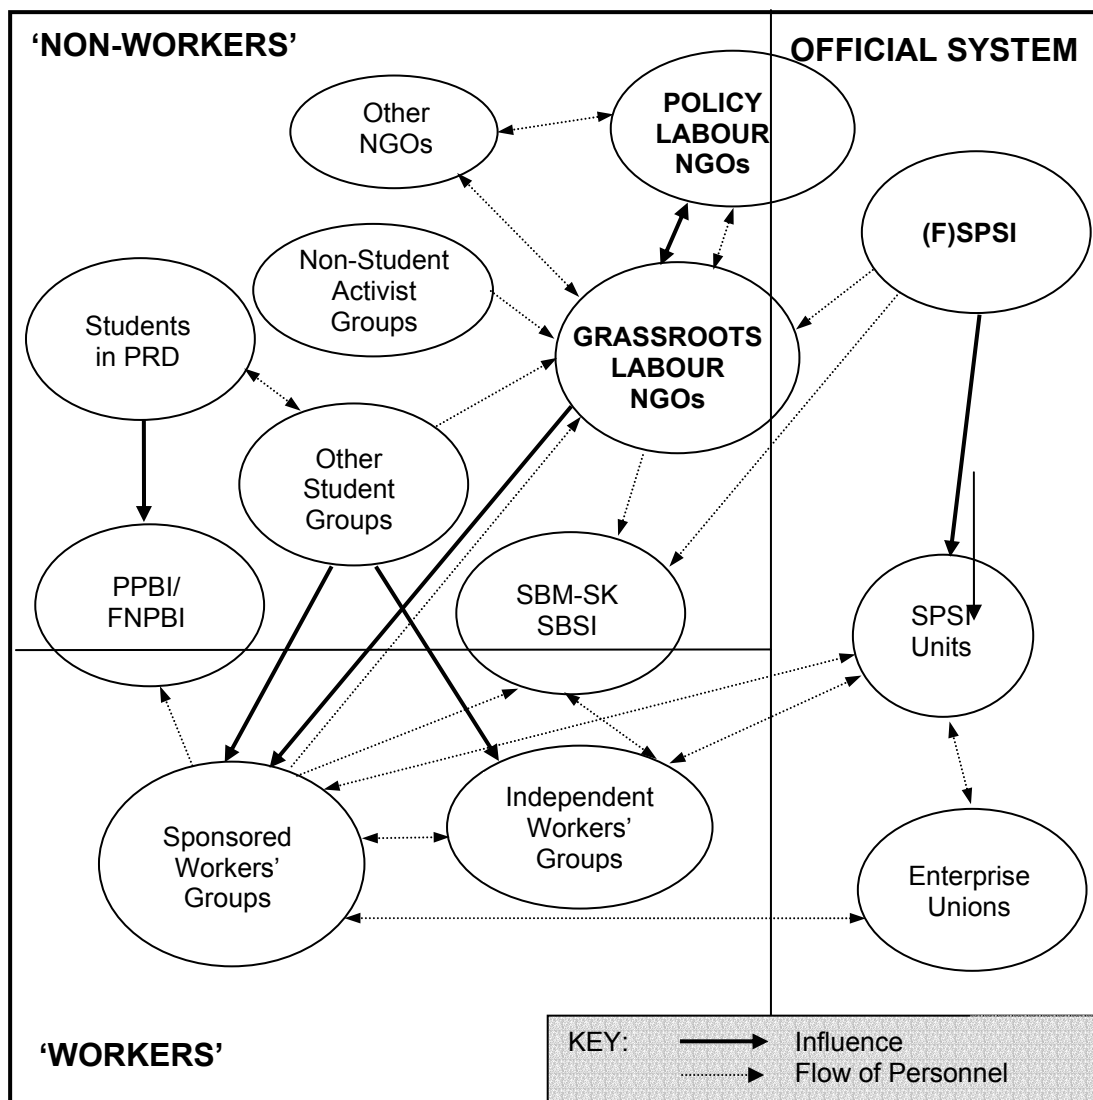 ‘NON-WORKERS’
OFFICIAL SYSTEM
Other
NGOs
POLICY
LABOUR
NGOs
(F)SPSI
Non-Student
Activist
Groups
Students
in PRD
GRASSROOTS
LABOUR
NGOs
Other
Student
Groups
PPBI/
FNPBI
SBM-SK
SBSI
SPSI
Units
Sponsored
Workers’
Groups
Independent
Workers’
Groups
Enterprise
Unions
‘WORKERS’
KEY:
Influence
Flow of Personnel